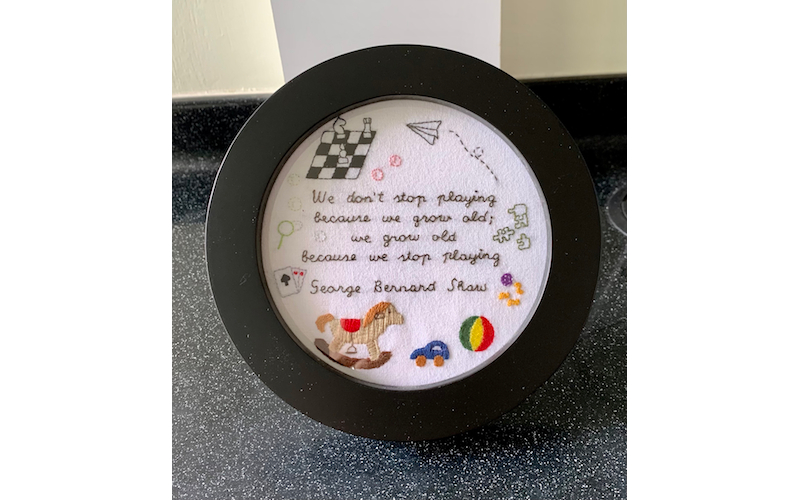 We don't stop playing
because we grow old;
we grow old
because we stop playing
George Bernard Shaw